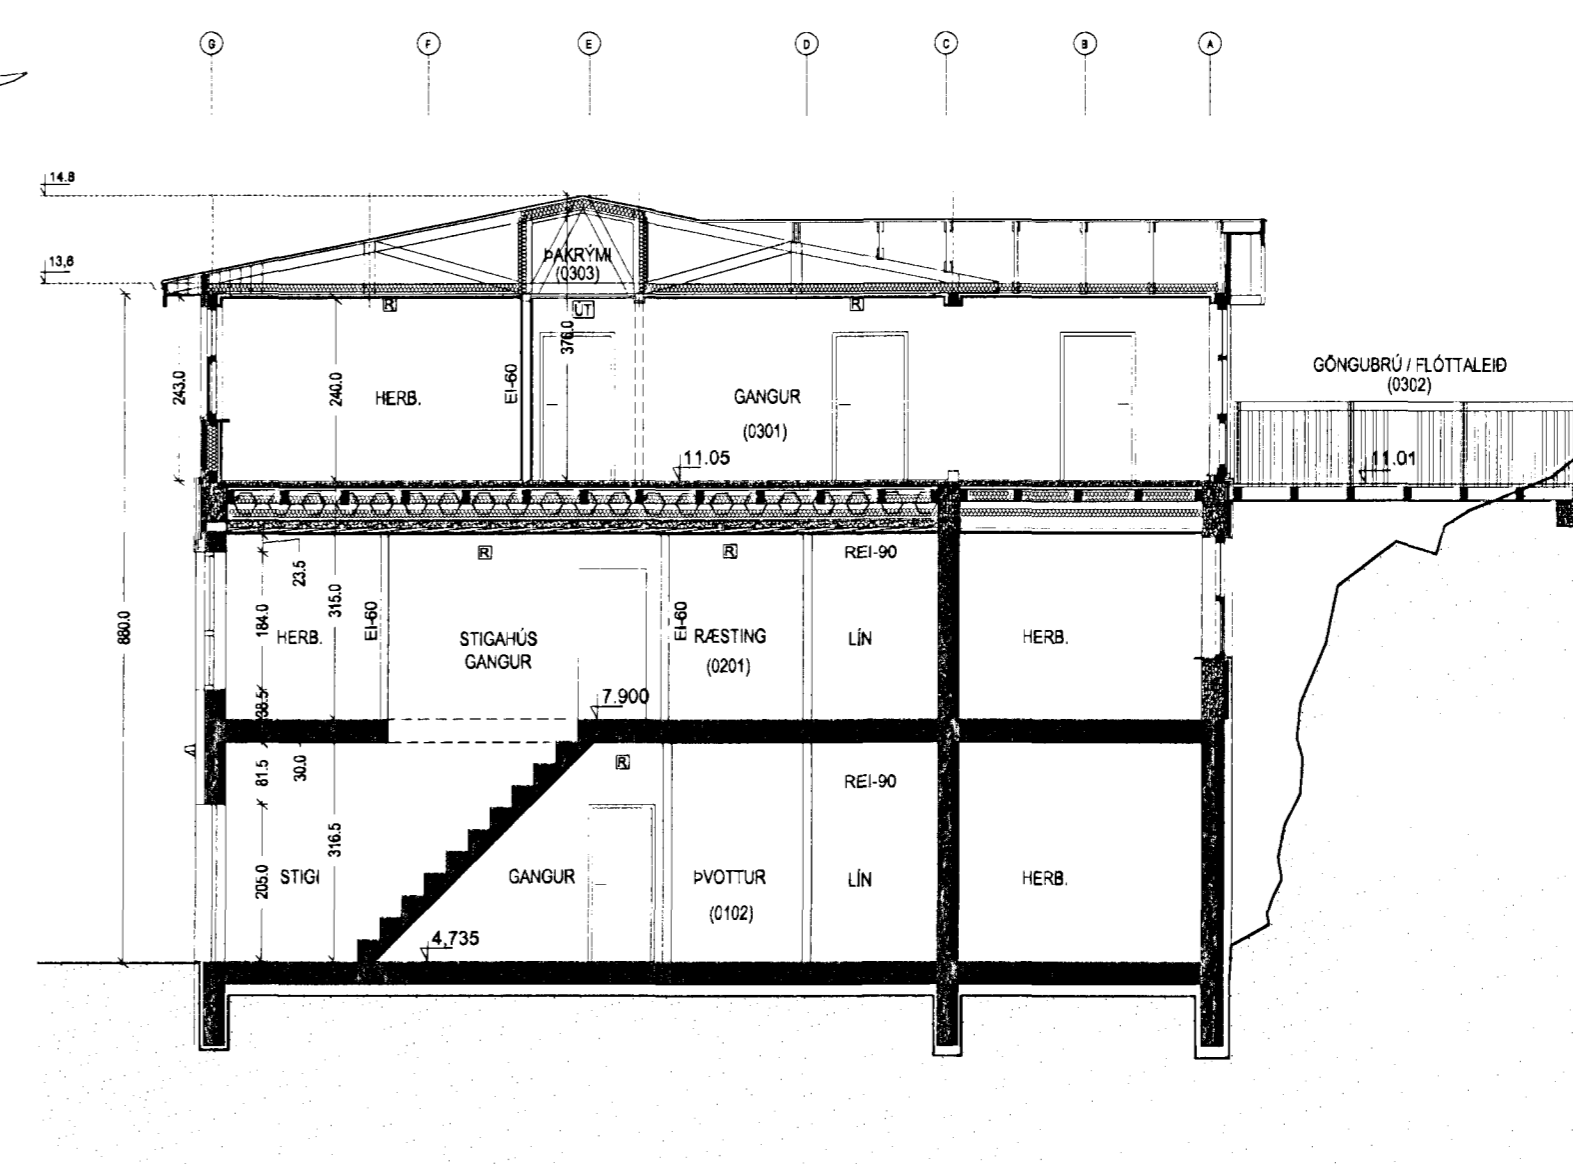 G F E D C B A
14.8
13,6
ÞAKRÝMI
(0303)
R
ÚT
R
376.0
243.0
240.0
HERB.
EI-60
GANGUR
(0301)
GÖNGUBRÚ / FLÓTTALEIÐ
(0302)
11.05
11.01
880.0
R
R
REI-90
23.5
184.0
315.0
HERB.
EI-60
STIGAHÚS
GANGUR
EI-60
RÆSTING
(0201)
LÍN
HERB.
38.5
7.900
81.5
30.0
R
REI-90
205.0
316.5
STIGI
GANGUR
ÞVOTTUR
(0102)
LÍN
HERB.
4,735